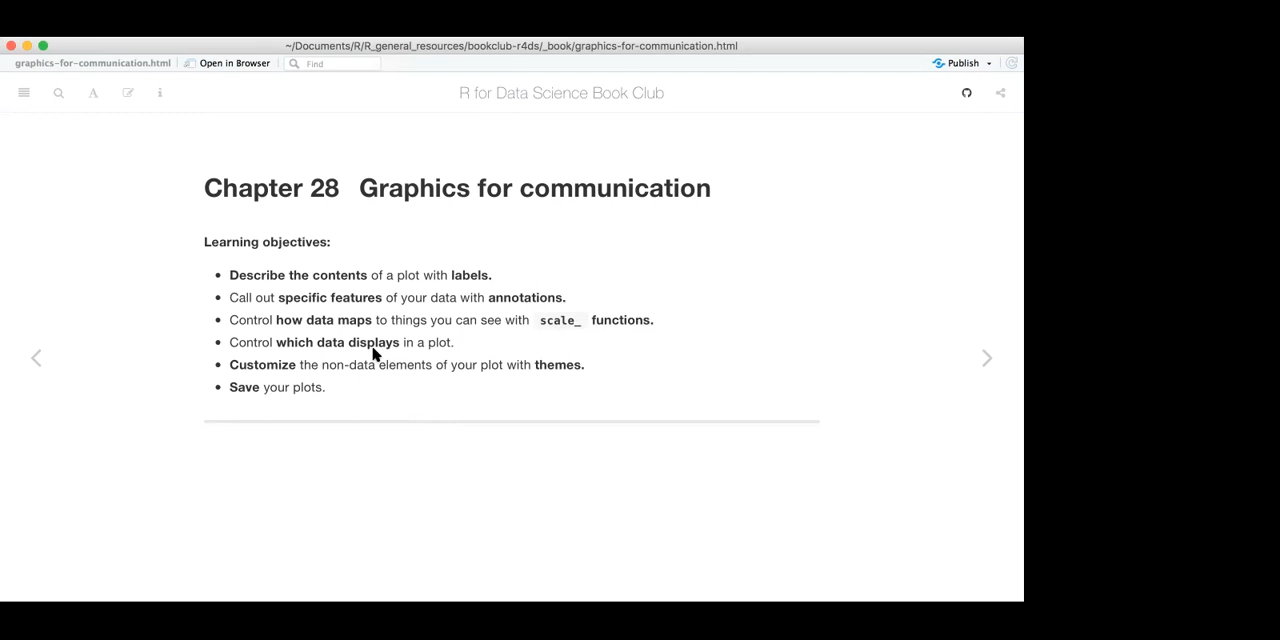 ~/Documents/R/R_general_resources/bookclub-r4ds/_book/graphics-for-communication.html
graphics-for-communication.html Open in Browser Find Publish
A i R for Data Science Book Club
Chapter 28 Graphics for communication
Learning objectives:
• Describe the contents of a plot with labels.
• Call out specific features of your data with annotations.
• Control how data maps to things you can see with scale_ functions.
• Control which data displays in a plot.
• Customize the non-data elements of your plot with themes.
• Save your plots.